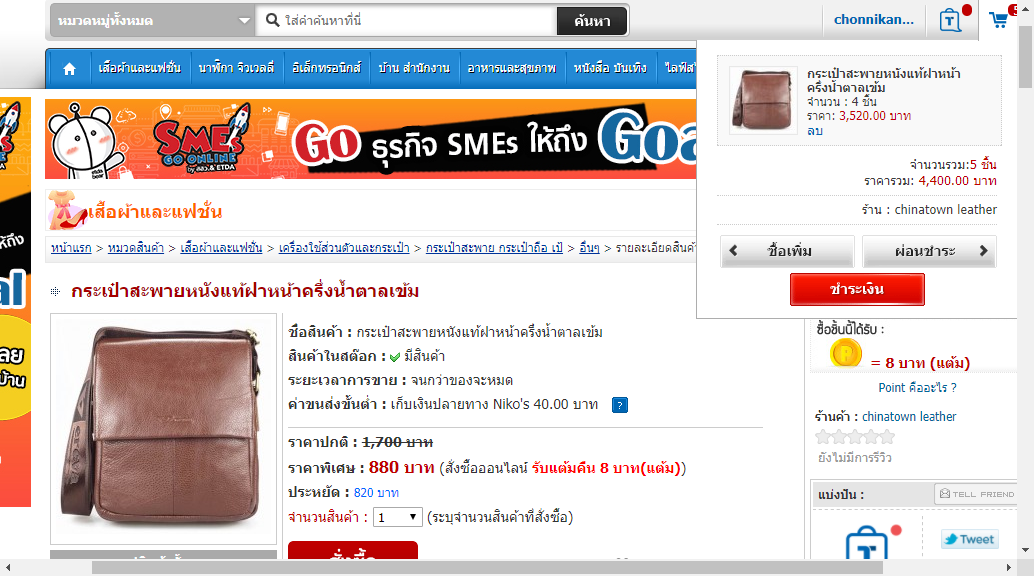 หมวดหมู่ทั้งหมด
ใส่คำค้นหาที่นี่
ค้นหา
chonnikan...
5
เสื้อผ้าและแฟชั่น
นาฬิกา จิวเวลลี่
อิเล็กทรอนิกส์
บ้าน สำนักงาน
อาหารและสุขภาพ
หนังสือ บันเทิง
กระเป๋าสะพายหนังแท้ฝาหน้า
ครึ่งน้ำตาลเข้ม
จำนวน : 4 ชิ้น
ราคา: 3,520.00 บาท
ลบ
จำนวนรวม:5 ชิ้น
ราคารวม: 4,400.00 บาท
ร้าน : chinatown leather
ซื้อเพิ่ม
ผ่อนชำระ
ชำระเงิน
SMEs
GO ONLINE
by สสว.& ETDA
Go ธุรกิจ SMEs ให้ถึง Goa
เสื้อผ้าและแฟชั่น
หน้าแรก > หมวดสินค้า > เสื้อผ้าและแฟชั่น > เครื่องใช้ส่วนตัวและกระเป๋า > กระเป๋าสะพาย กระเป๋าถือ เป้ > อื่นๆ > รายละเอียดสินค้า
กระเป๋าสะพายหนังแท้ฝาหน้าครึ่งน้ำตาลเข้ม
ชื่อสินค้า : กระเป๋าสะพายหนังแท้ฝาหน้าครึ่งน้ำตาลเข้ม
สินค้าในสต๊อก : มีสินค้า
ระยะเวลาการขาย : จนกว่าของจะหมด
ค่าขนส่งขั้นต่ำ : เก็บเงินปลายทาง Niko's 40.00 บาท ?
ราคาปกติ : 1,700 บาท
ราคาพิเศษ : 880 บาท (สั่งซื้อออนไลน์ รับแต้มคืน 8 บาท(แต้ม))
ประหยัด : 820 บาท
จำนวนสินค้า : 1 (ระบุจำนวนสินค้าที่สั่งซื้อ)
สั่งซื้อ
ซื้อชิ้นนี้ได้รับ :
= 8 บาท (แต้ม)
Point คืออะไร ?
ร้านค้า : chinatown leather
ยังไม่มีการรีวิว
แบ่งปัน :
TELL FRIEND
Tweet